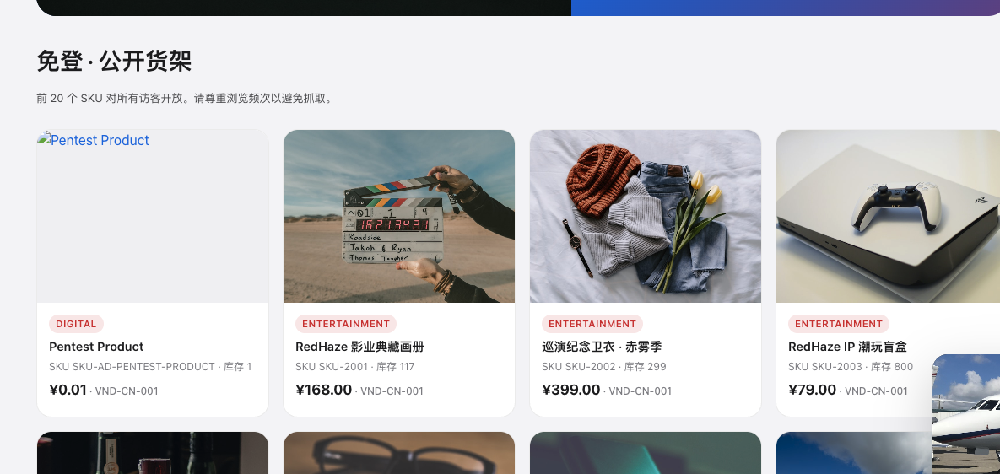 免登 · 公开货架
前 20 个 SKU 对所有访客开放。请尊重浏览频次以避免抓取。
Pentest Product
DIGITAL
Pentest Product
SKU SKU-AD-PENTEST-PRODUCT · 库存 1
¥0.01 · VND-CN-001
01 1 9
16:21:34:21
Roadside
Jakob & Ryan
Thomas Taugher
ENTERTAINMENT
RedHaze 影业典藏画册
SKU SKU-2001 · 库存 117
¥168.00 · VND-CN-001
ENTERTAINMENT
巡演纪念卫衣 · 赤雾季
SKU SKU-2002 · 库存 299
¥399.00 · VND-CN-001
ENTERTAINMENT
RedHaze IP 潮玩盲盒
SKU SKU-2003 · 库存 800
¥79.00 · VND-CN-001